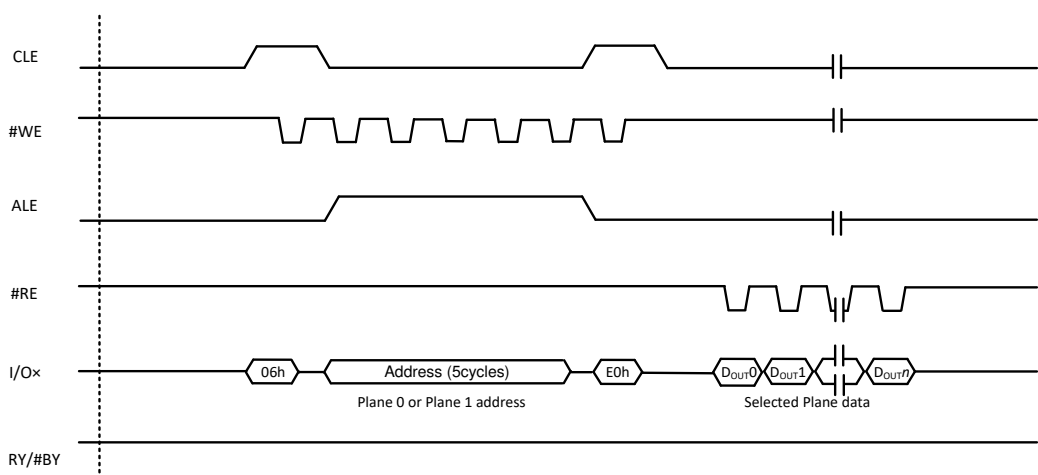 CLE
#WE
ALE
#RE
I/O× 06h Address (5cycles) E0h DOUT0 DOUT1 DOUTn
Plane 0 or Plane 1 address Selected Plane data
RY/#BY